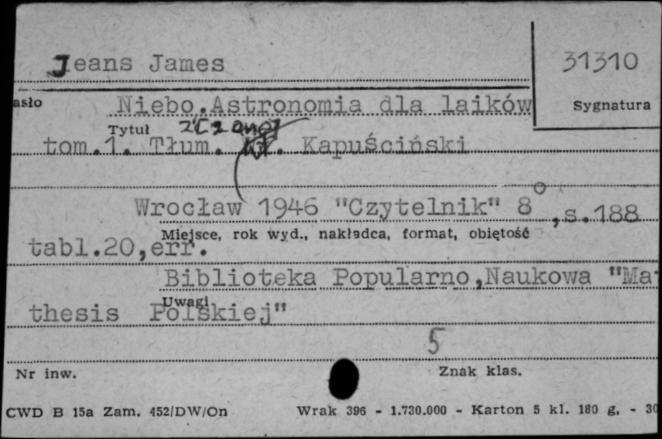 Jeans James
31310
asło
Niebo.Astronomia dla laików
Sygnatura
Tytuł
tom.1. Tłum. . Kapuściński
Wrocław 1946 "Czytelnik" 8°,s.188
Miejsce, rok wyd., nakładca, format, obiętość
tabl.20,err.
Biblioteka Popularno,Naukowa "Ma
Uwagi
thesis Polskiej"
5
Nr inw.
Znak klas.
CWD B 15a Zam. 452/DW/On Wrak 396 - 1.730.000 - Karton 5 kl. 180 g. - 30